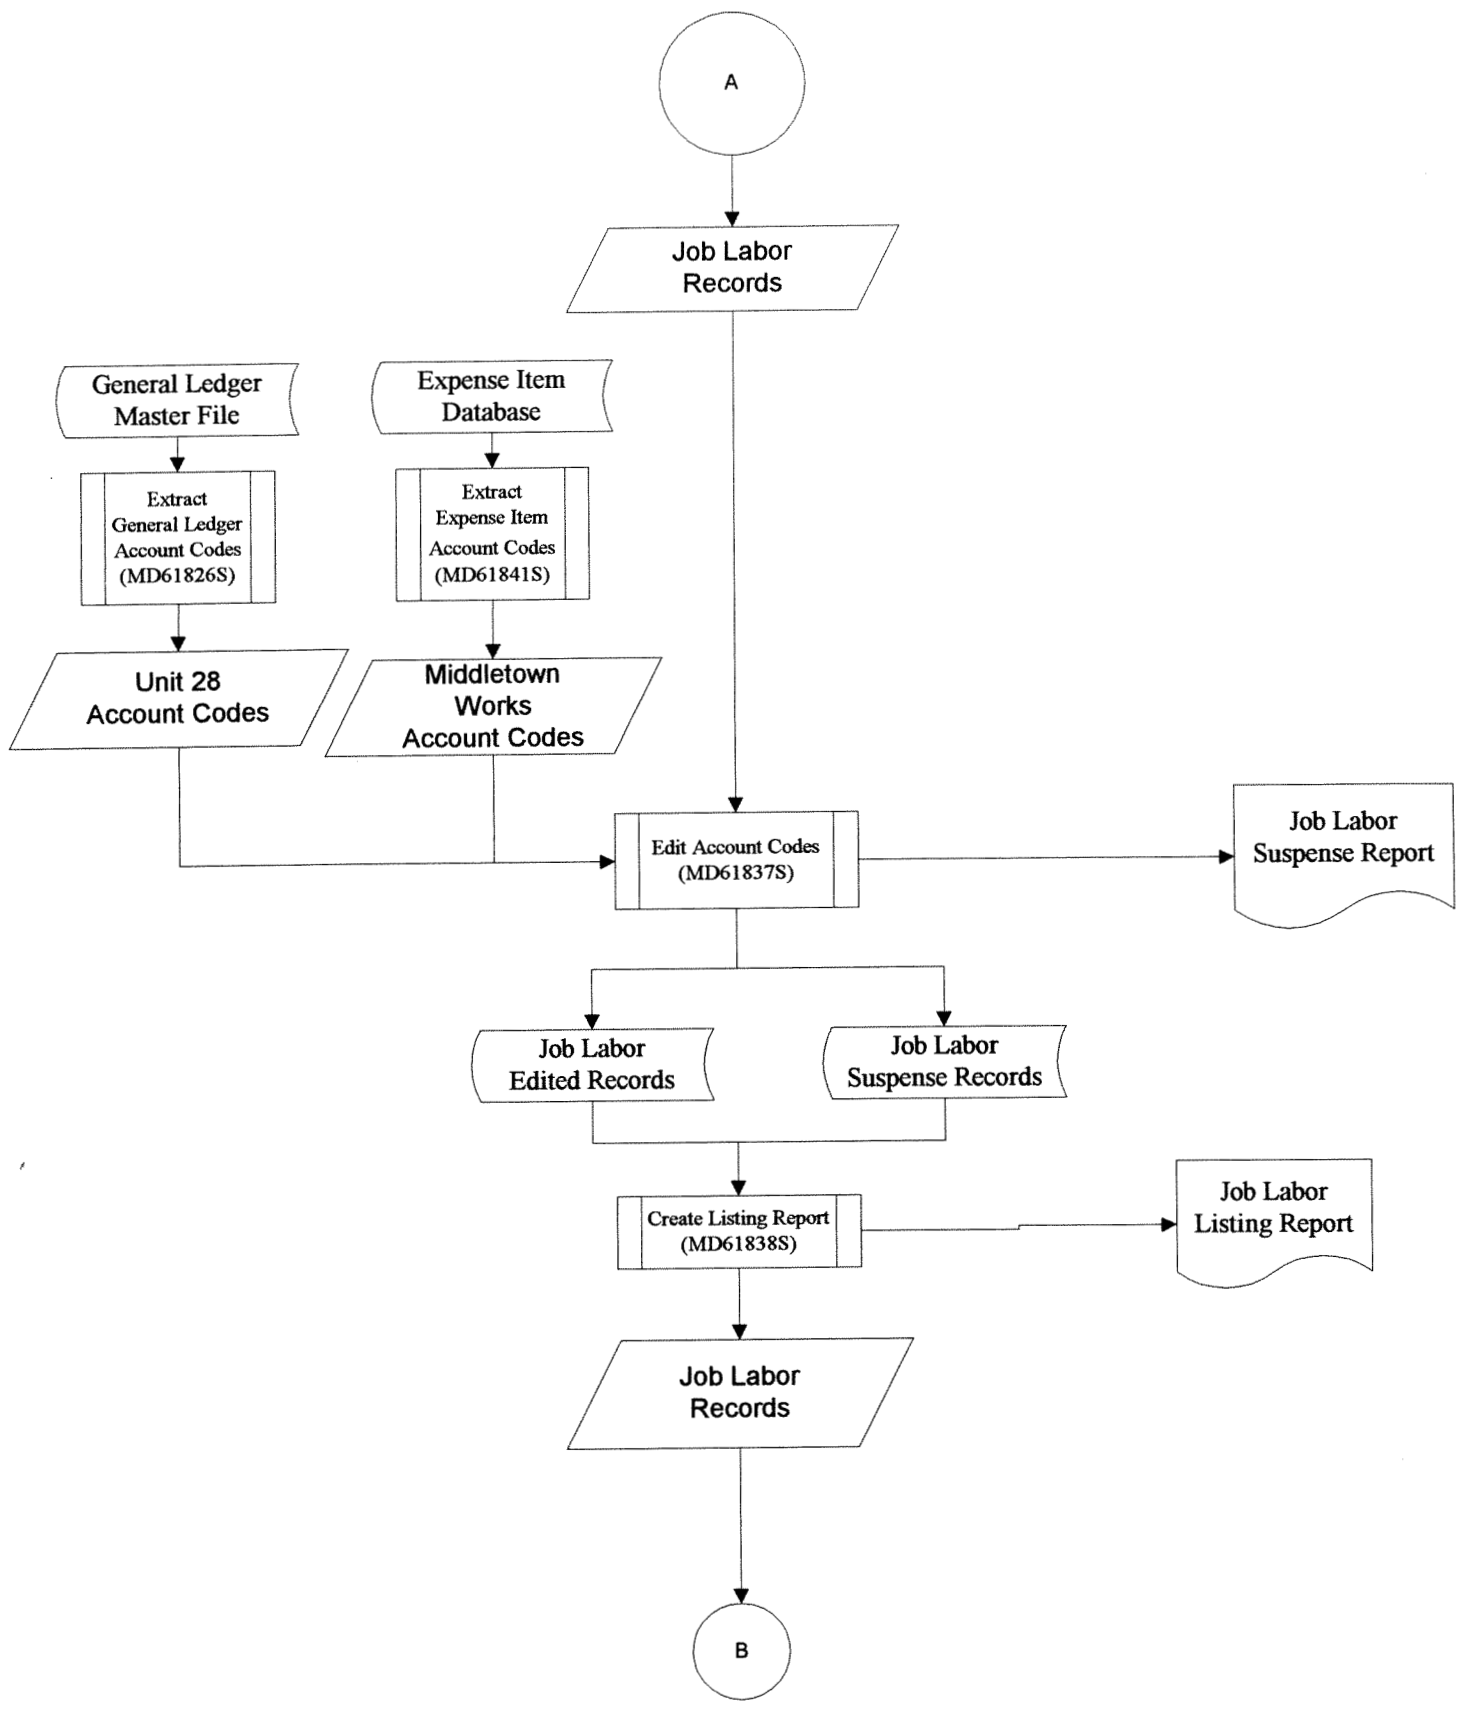 A
Job Labor
Records
General Ledger
Master File
Expense Item
Database
Extract
General Ledger
Account Codes
(MD61826S)
Extract
Expense Item
Account Codes
(MD61841S)
Unit 28
Account Codes
Middletown
Works
Account Codes
Edit Account Codes
(MD61837S)
Job Labor
Suspense Report
Job Labor
Edited Records
Job Labor
Suspense Records
Create Listing Report
(MD61838S)
Job Labor
Listing Report
Job Labor
Records
B